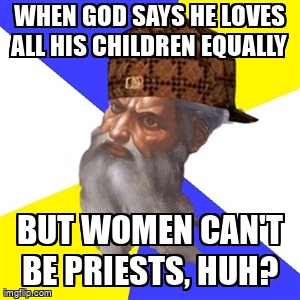 WHEN GOD SAYS HE LOVES
ALL HIS CHILDREN EQUALLY
BUT WOMEN CAN'T
BE PRIESTS, HUH?
imgflip.com